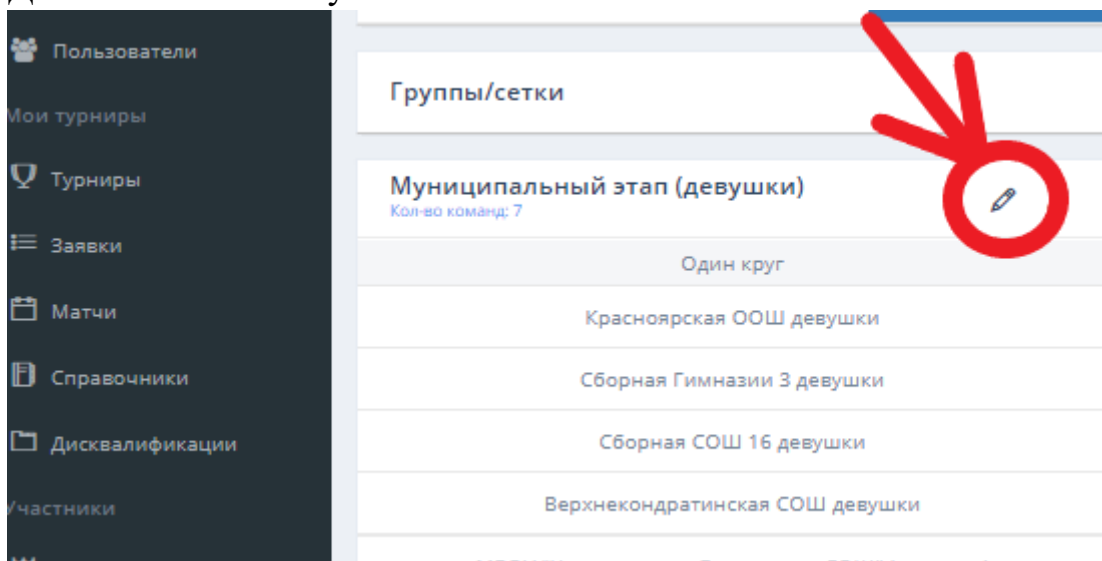 Пользователи
Мои турниры
Турниры
Заявки
Матчи
Справочники
Дисквалификации
Участники
Группы/сетки
Муниципальный этап (девушки)
Кол-во команд: 7
Один круг
Красноярская ООШ девушки
Сборная Гимназии 3 девушки
Сборная СОШ 16 девушки
Верхнекондратинская СОШ девушки